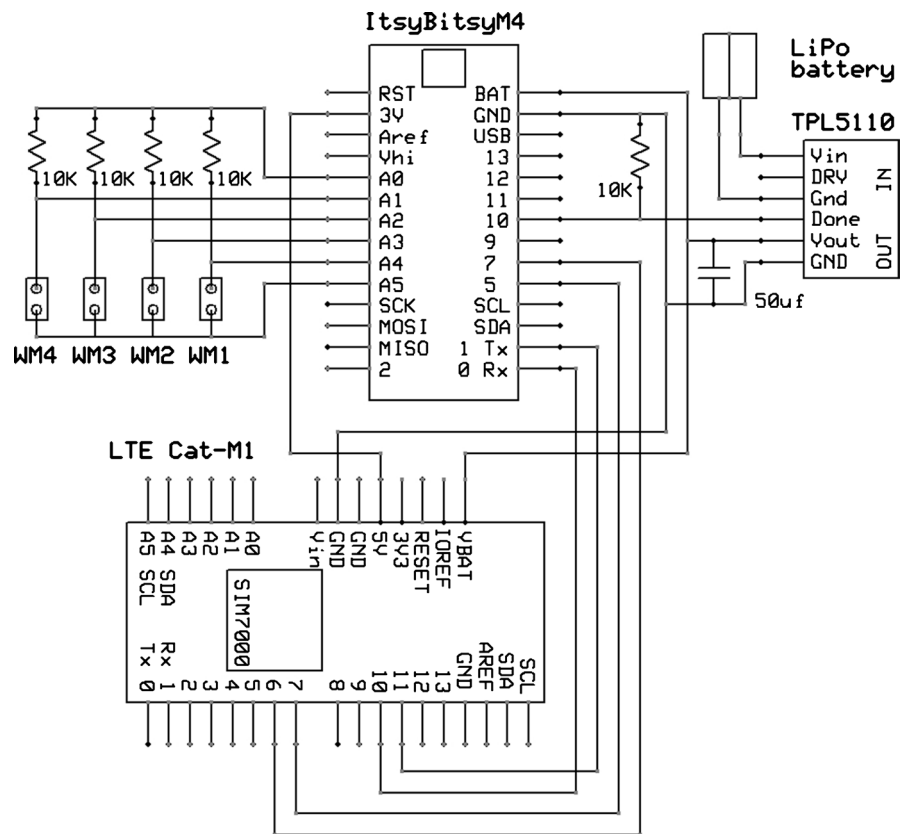 ItsyBitsyM4
RST BAT
3V GND
Aref USB
Vhi 13
A0 12
A1 11
A2 10
A3 9
A4 7
A5 5
SCK SCL
MOSI SDA
MISO 1 Tx
2 0 Rx
10K 10K 10K 10K
WM4 WM3 WM2 WM1
10K
LiPo
battery
TPL5110
Vin
DRV
Gnd
Done
Vout
GND
IN
OUT
50uf
LTE Cat-M1
A5 A4 A3 A2 A1 A0 Vin GND GND 5V 3V3 RESET IOREF VBAT
SCL SDA
SIM7000
Tx Rx
0 1 2 3 4 5 6 7 8 9 10 11 12 13 GND AREF SDA SCL